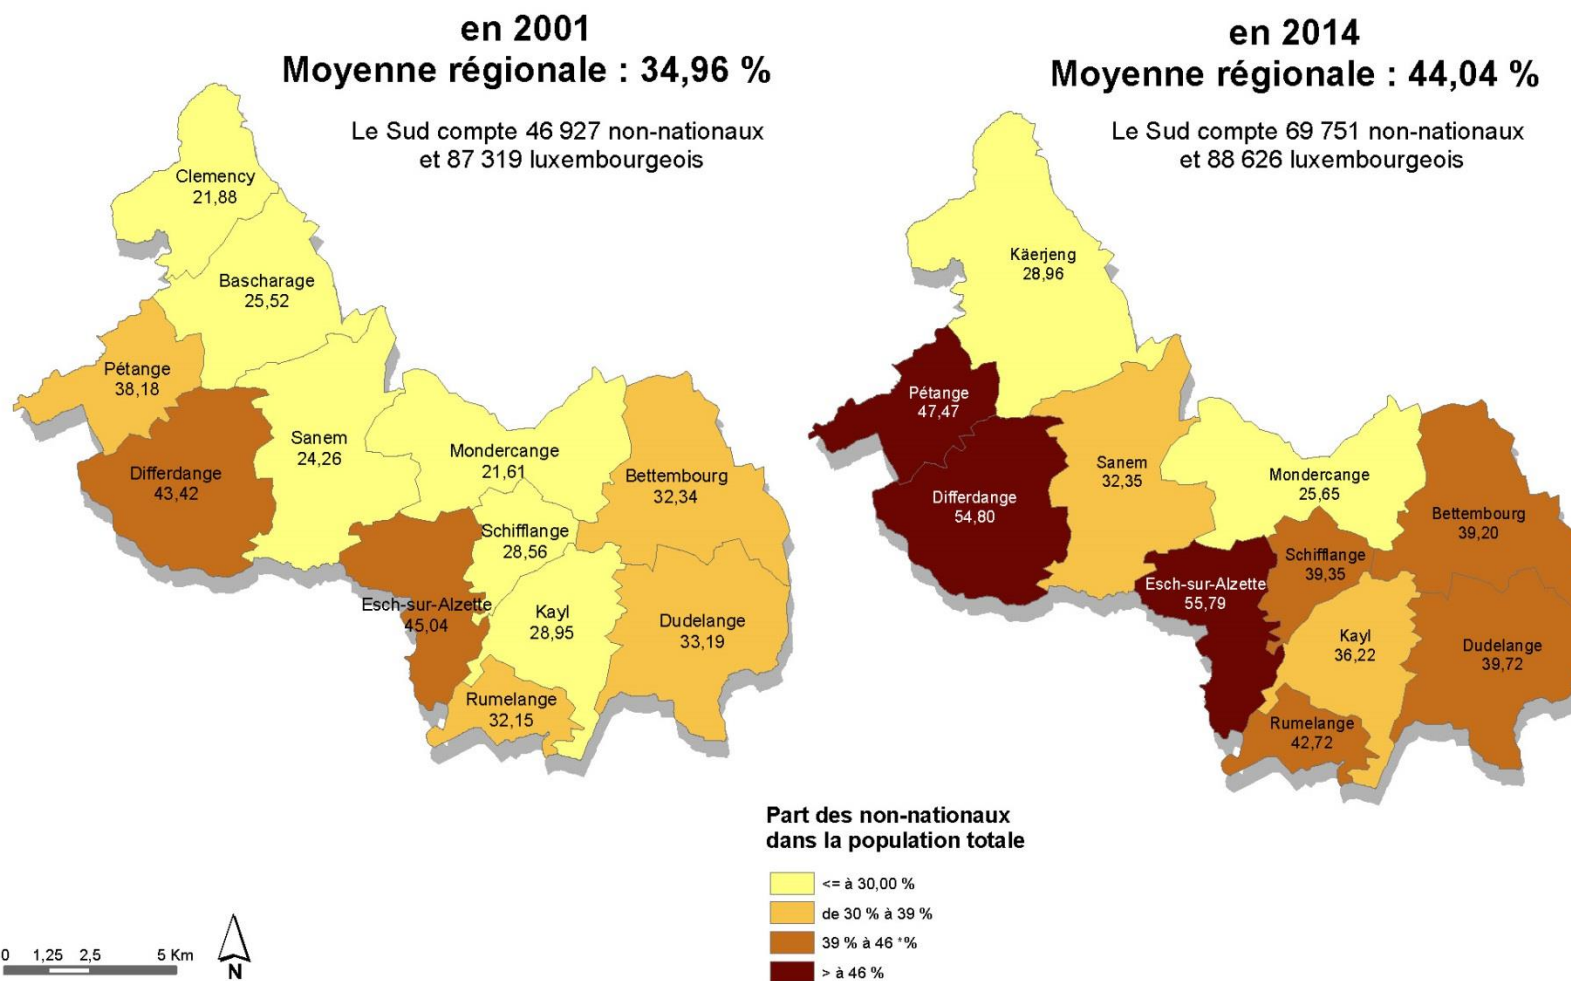 en 2001
Moyenne régionale : 34,96 %
Le Sud compte 46 927 non-nationaux
et 87 319 luxembourgeois
Clemency
21,88
Bascharage
25,52
Pétange
38,18
Differdange
43,42
Sanem
24,26
Mondercange
21,61
Bettembourg
32,34
Schifflange
28,56
Esch-sur-Alzette
45,04
Kayl
28,95
Dudelange
33,19
Rumelange
32,15
en 2014
Moyenne régionale : 44,04 %
Le Sud compte 69 751 non-nationaux
et 88 626 luxembourgeois
Käerjeng
28,96
Pétange
47,47
Differdange
54,80
Sanem
32,35
Mondercange
25,65
Bettembourg
39,20
Schifflange
39,35
Esch-sur-Alzette
55,79
Kayl
36,22
Dudelange
39,72
Rumelange
42,72
Part des non-nationaux
dans la population totale
<= à 30,00 %
de 30 % à 39 %
39 % à 46 *%
> à 46 %
0 1,25 2,5 5 Km
N